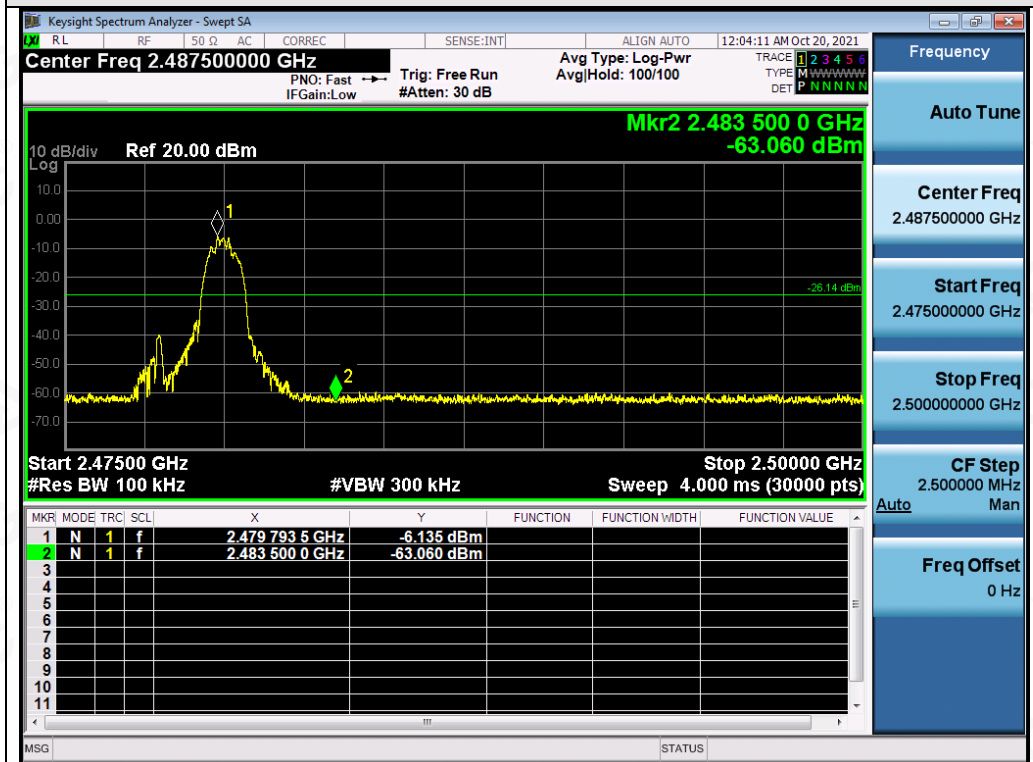 Keysight Spectrum Analyzer - Swept SA
LXI RL RF 50 Ω AC CORREC SENSE:INT ALIGN AUTO 12:04:11 AM Oct 20, 2021
Center Freq 2.487500000 GHz
PNO: Fast
IFGain:Low
Trig: Free Run
#Atten: 30 dB
Avg Type: Log-Pwr
Avg|Hold: 100/100
TRACE 1 2 3 4 5 6
TYPE M WWWWW
DET P N N N N N
Mkr2 2.483 500 0 GHz
-63.060 dBm
10 dB/div Ref 20.00 dBm
Log
10.0
0.00
-10.0
-20.0
-30.0
-40.0
-50.0
-60.0
-70.0
1
2
-26.14 dBm
Start 2.47500 GHz Stop 2.50000 GHz
#Res BW 100 kHz #VBW 300 kHz Sweep 4.000 ms (30000 pts)
MKR MODE TRC SCL X Y FUNCTION FUNCTION WIDTH FUNCTION VALUE
1 N 1 f 2.479 793 5 GHz -6.135 dBm
2 N 1 f 2.483 500 0 GHz -63.060 dBm
3
4
5
6
7
8
9
10
11
MSG STATUS
Frequency
Auto Tune
Center Freq
2.487500000 GHz
Start Freq
2.475000000 GHz
Stop Freq
2.500000000 GHz
CF Step
2.500000 MHz
Auto Man
Freq Offset
0 Hz